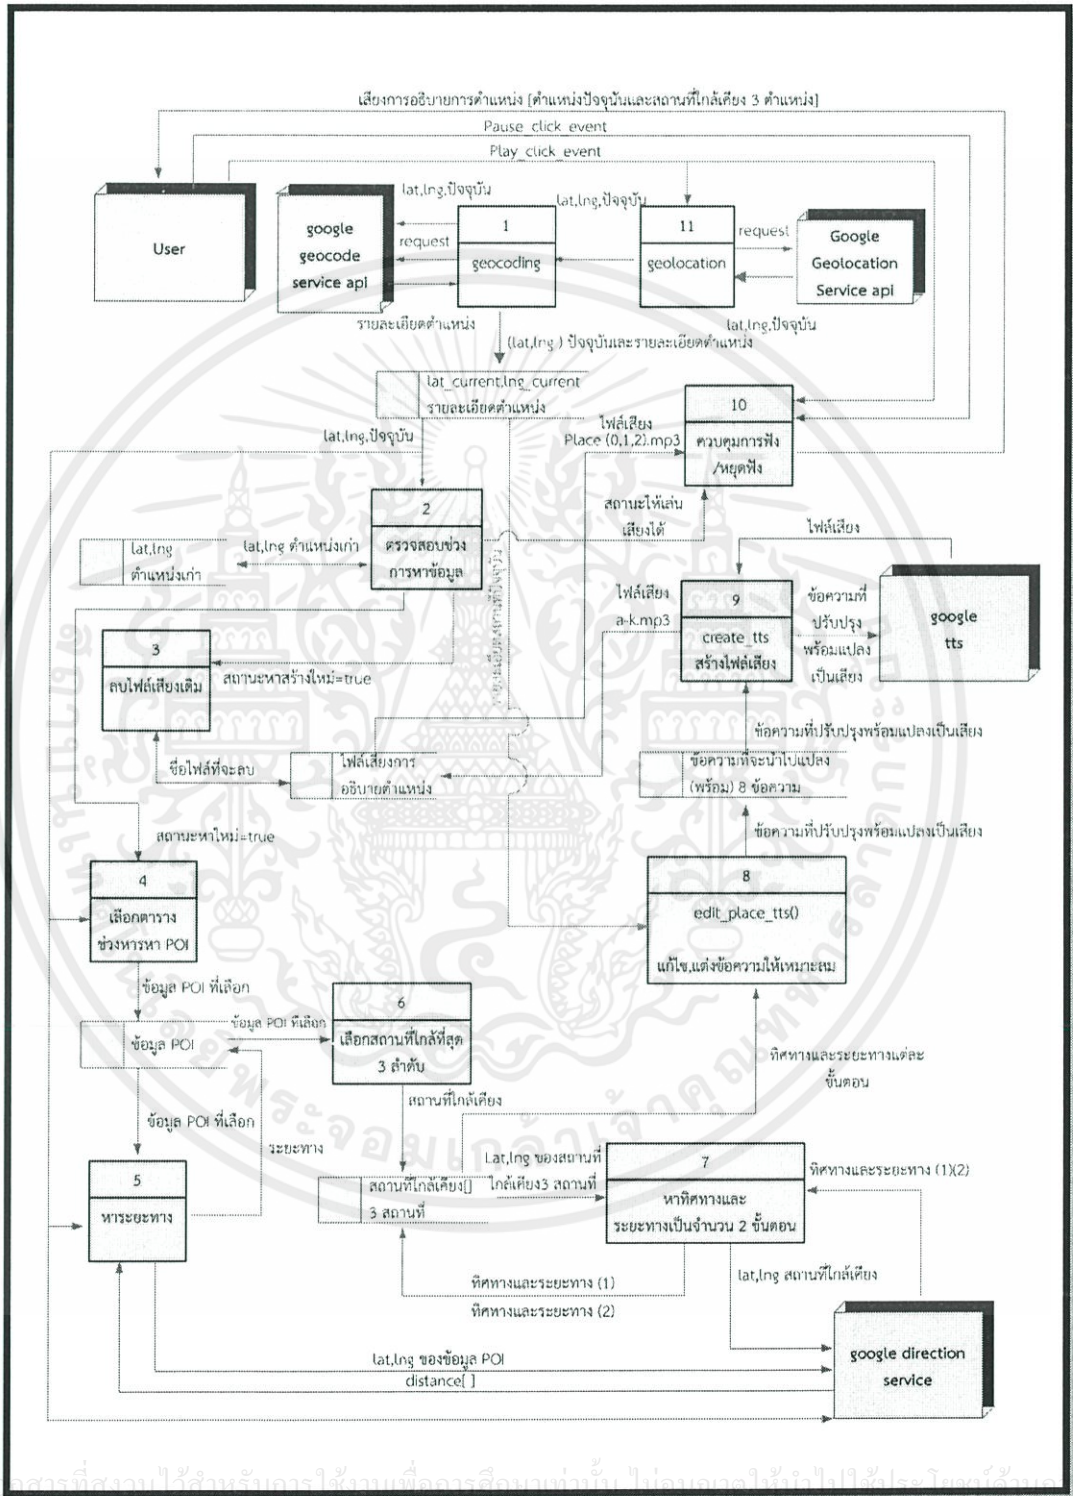 เสียงการอธิบายการตำแหน่ง [ตำแหน่งปัจจุบันและสถานที่ใกล้เคียง 3 ตำแหน่ง]
Pause_click_event
Play_click_event
User
google
geocode
service api
lat,lng,ปัจจุบัน
request
1
geocoding
lat,lng,ปัจจุบัน
11
geolocation
request
Google
Geolocation
Service api
รายละเอียดตำแหน่ง
lat,lng,ปัจจุบัน
(lat,lng ) ปัจจุบันและรายละเอียดตำแหน่ง
lat_current,lng_current
รายละเอียดตำแหน่ง
lat,lng,ปัจจุบัน
ไฟล์เสียง
Place (0,1,2).mp3
10
ควบคุมการฟัง
/หยุดฟัง
2
ตรวจสอบช่วง
การหาข้อมูล
สถานะให้เล่น
เสียงได้
lat,lng
ตำแหน่งเก่า
lat,lng ตำแหน่งเก่า
ไฟล์เสียง
ไฟล์เสียง
a-k.mp3
9
create_tts
สร้างไฟล์เสียง
ข้อความที่
ปรับปรุง
พร้อมแปลง
เป็นเสียง
google
tts
3
ลบไฟล์เสียงเดิม
สถานะหาสร้างใหม่=true
ชื่อไฟล์ที่จะลบ
ไฟล์เสียงการ
อธิบายตำแหน่ง
ข้อความที่ปรับปรุงพร้อมแปลงเป็นเสียง
ข้อความที่จะนำไปแปลง
(พร้อม) 8 ข้อความ
ข้อความที่ปรับปรุงพร้อมแปลงเป็นเสียง
สถานะหาใหม่=true
4
เลือกตาราง
ช่วงหารหา POI
8
edit_place_tts()
แก้ไข,แต่งข้อความให้เหมาะสม
ข้อมูล POI ที่เลือก
ข้อมูล POI
ข้อมูล POI ที่เลือก
6
เลือกสถานที่ใกล้ที่สุด
3 ลำดับ
ทิศทางและระยะทางแต่ละ
ขั้นตอน
ข้อมูล POI ที่เลือก
ระยะทาง
สถานที่ใกล้เคียง
5
หาระยะทาง
สถานที่ใกล้เคียง[]
3 สถานที่
Lat,lng ของสถานที่
ใกล้เคียง3 สถานที่
7
หาทิศทางและ
ระยะทางเป็นจำนวน 2 ขั้นตอน
ทิศทางและระยะทาง (1)(2)
ทิศทางและระยะทาง (1)
ทิศทางและระยะทาง (2)
lat,lng สถานที่ใกล้เคียง
lat,lng ของข้อมูล POI
distance[ ]
google direction
service
พระจอมเกล้าเจ้าคุณทหาร